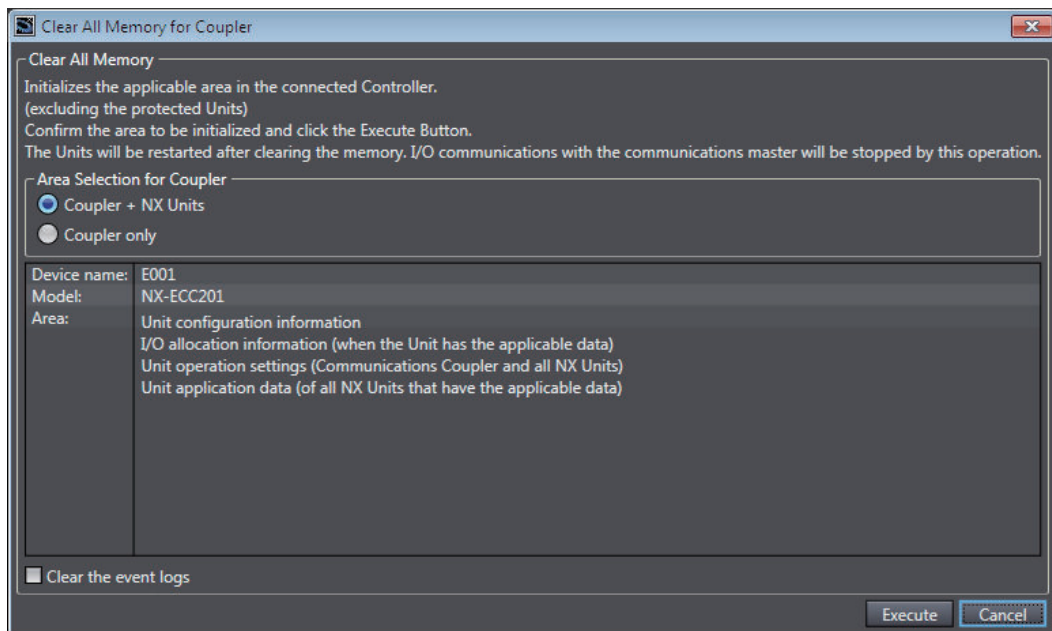 Clear All Memory for Coupler
Clear All Memory
Initializes the applicable area in the connected Controller.
(excluding the protected Units)
Confirm the area to be initialized and click the Execute Button.
The Units will be restarted after clearing the memory. I/O communications with the communications master will be stopped by this operation.
Area Selection for Coupler
Coupler + NX Units
Coupler only
Device name: E001
Model: NX-ECC201
Area: Unit configuration information
I/O allocation information (when the Unit has the applicable data)
Unit operation settings (Communications Coupler and all NX Units)
Unit application data (of all NX Units that have the applicable data)
Clear the event logs
Execute Cancel